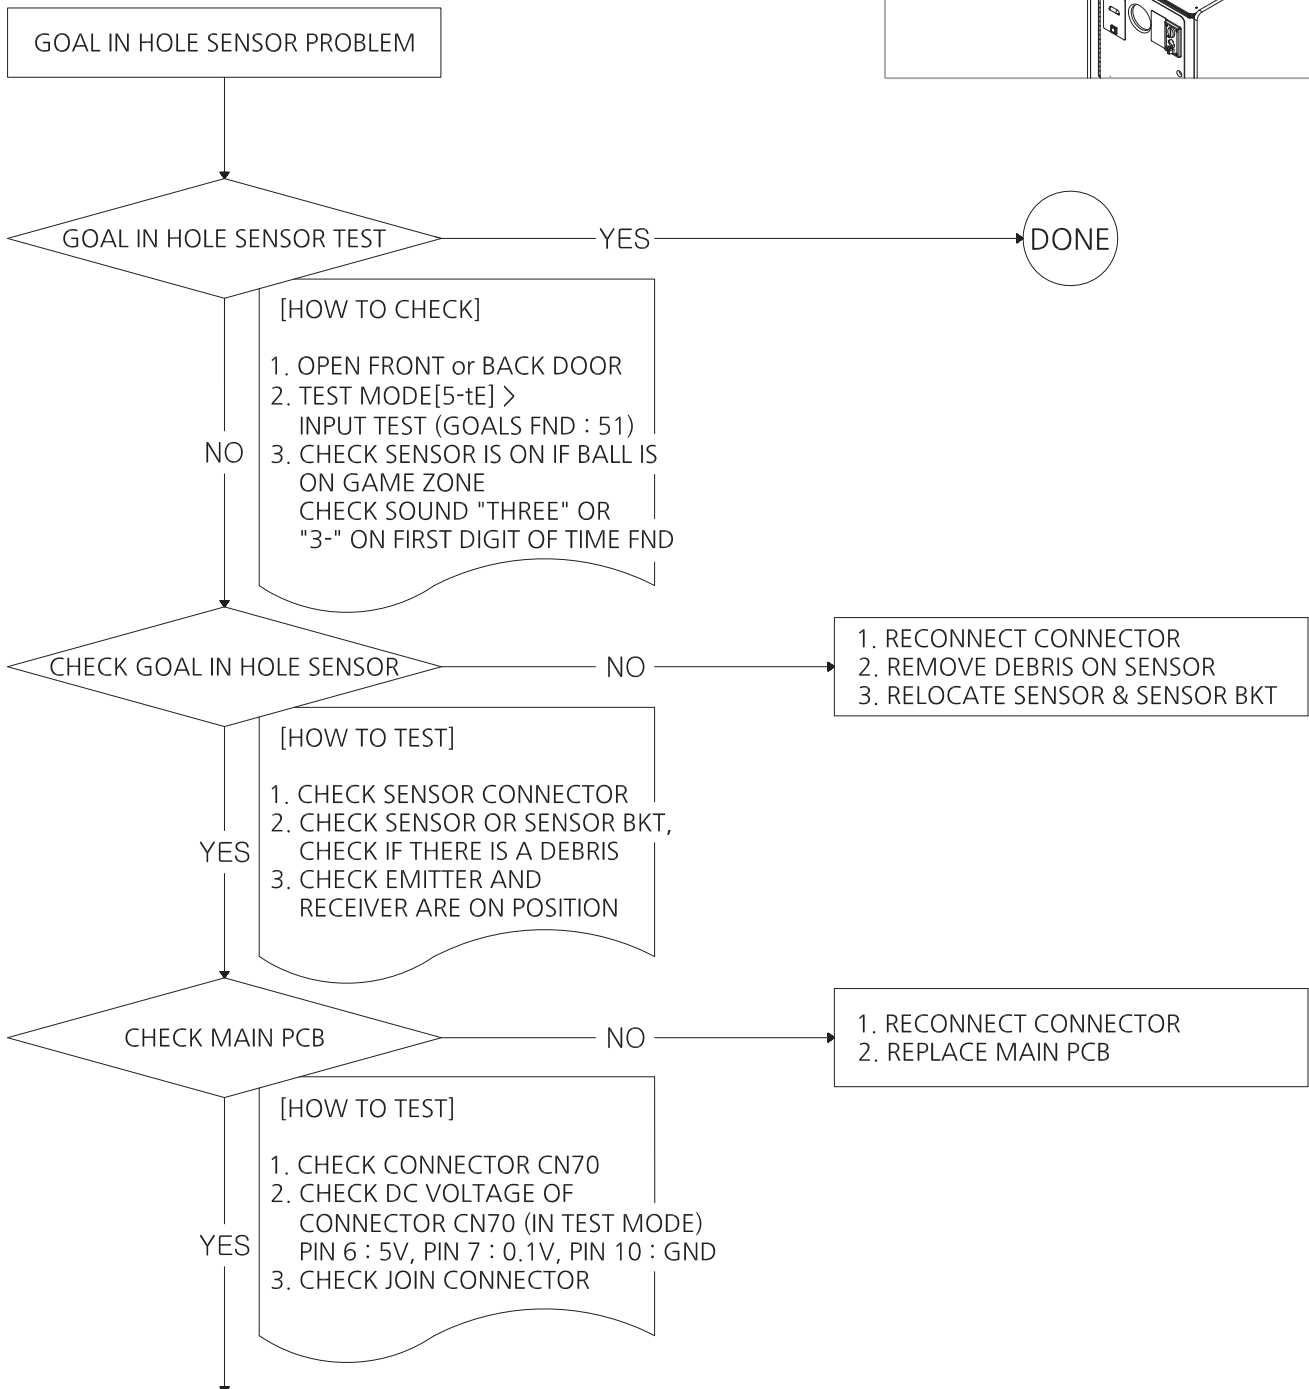 GOAL IN HOLE SENSOR PROBLEM
GOAL IN HOLE SENSOR TEST
YES
DONE
[HOW TO CHECK]
1. OPEN FRONT or BACK DOOR
2. TEST MODE[5-tE] >
INPUT TEST (GOALS FND : 51)
3. CHECK SENSOR IS ON IF BALL IS
ON GAME ZONE
CHECK SOUND "THREE" OR
"3-" ON FIRST DIGIT OF TIME FND
NO
CHECK GOAL IN HOLE SENSOR
NO
1. RECONNECT CONNECTOR
2. REMOVE DEBRIS ON SENSOR
3. RELOCATE SENSOR & SENSOR BKT
[HOW TO TEST]
1. CHECK SENSOR CONNECTOR
2. CHECK SENSOR OR SENSOR BKT,
CHECK IF THERE IS A DEBRIS
3. CHECK EMITTER AND
RECEIVER ARE ON POSITION
YES
CHECK MAIN PCB
NO
1. RECONNECT CONNECTOR
2. REPLACE MAIN PCB
[HOW TO TEST]
1. CHECK CONNECTOR CN70
2. CHECK DC VOLTAGE OF
CONNECTOR CN70 (IN TEST MODE)
PIN 6 : 5V, PIN 7 : 0.1V, PIN 10 : GND
3. CHECK JOIN CONNECTOR
YES